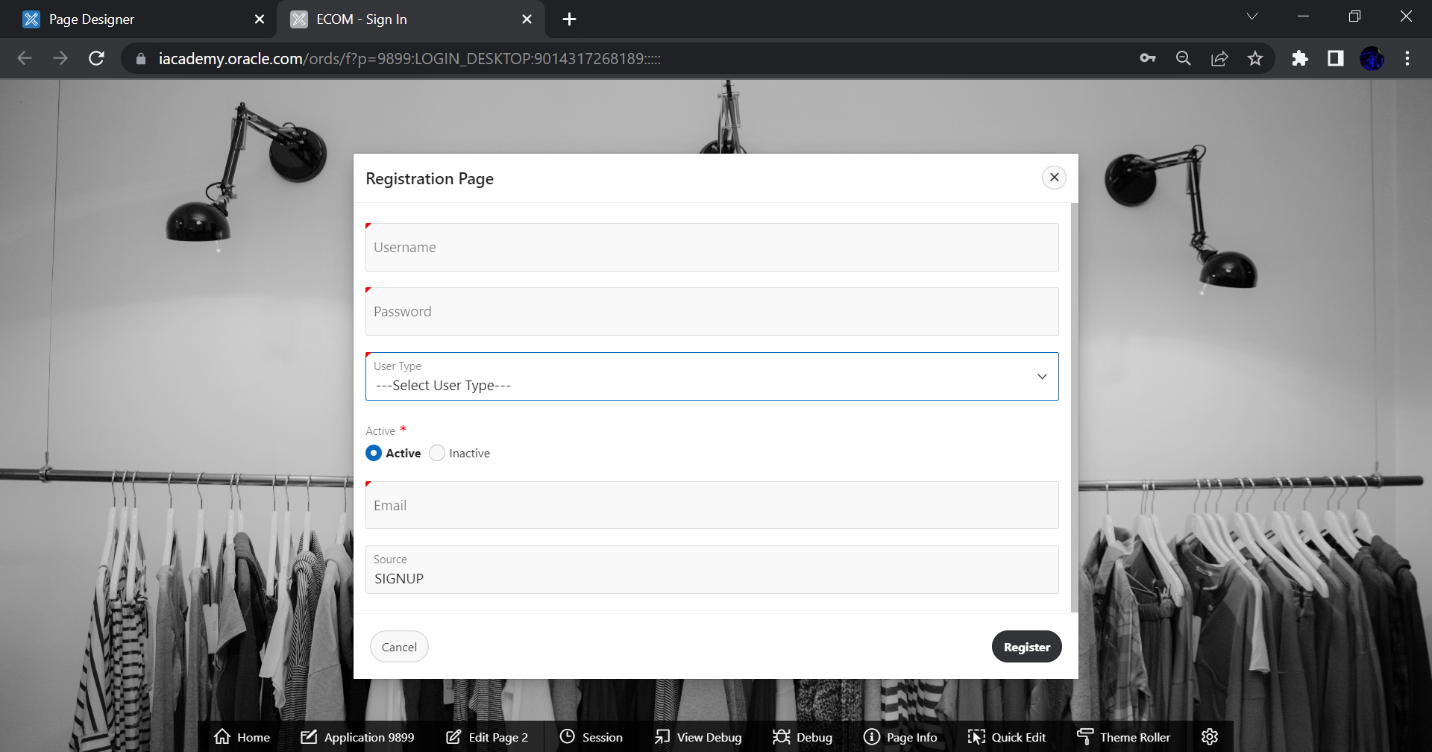 Page Designer
ECOM - Sign In
iacademy.oracle.com/ords/f?p=9899:LOGIN_DESKTOP:9014317268189:::::
Registration Page
Username
Password
User Type
---Select User Type---
Active *
Active Inactive
Email
Source
SIGNUP
Cancel Register
Home Application 9899 Edit Page 2 Session View Debug Debug Page Info Quick Edit Theme Roller